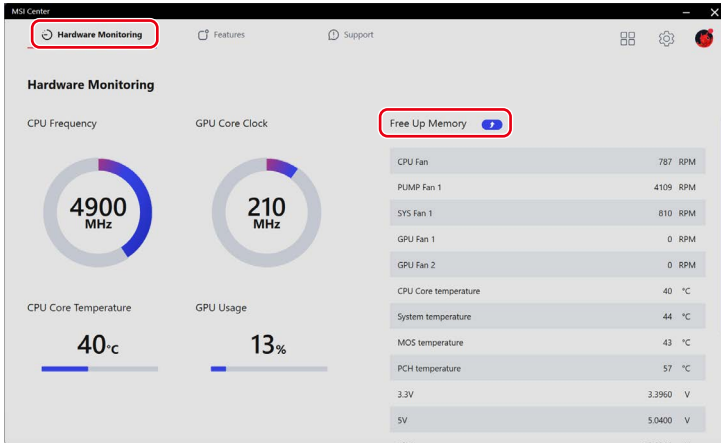 MSI Center
Hardware Monitoring
Features
Support
Hardware Monitoring
CPU Frequency
GPU Core Clock
Free Up Memory
4900
MHz
210
MHz
CPU Core Temperature
GPU Usage
40°C
13%
CPU Fan 787 RPM
PUMP Fan 1 4109 RPM
SYS Fan 1 810 RPM
GPU Fan 1 0 RPM
GPU Fan 2 0 RPM
CPU Core temperature 40 °C
System temperature 44 °C
MOS temperature 43 °C
PCH temperature 57 °C
3.3V 3.3960 V
5V 5.0400 V